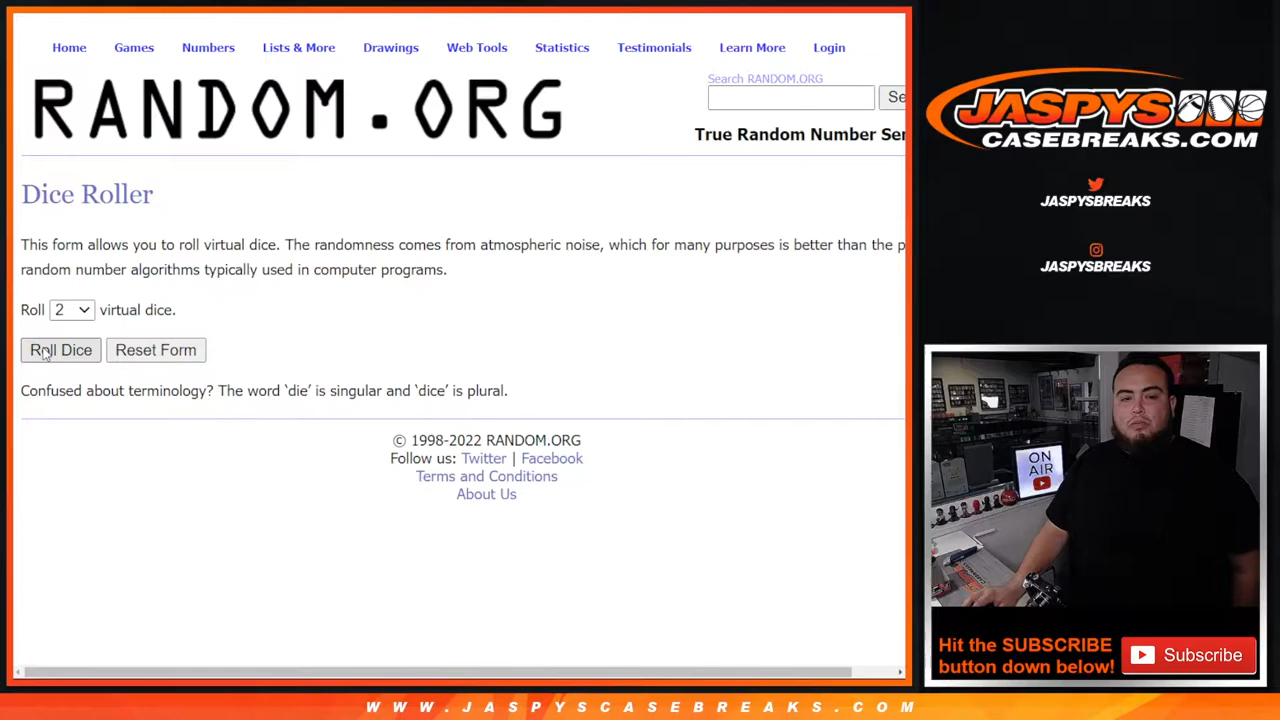 Home Games Numbers Lists & More Drawings Web Tools Statistics Testimonials Learn More Login
RANDOM.ORG
Search RANDOM.ORG
Se
True Random Number Ser
Dice Roller
This form allows you to roll virtual dice. The randomness comes from atmospheric noise, which for many purposes is better than the p
random number algorithms typically used in computer programs.
Roll 2 virtual dice.
Roll Dice Reset Form
Confused about terminology? The word ‘die’ is singular and ‘dice’ is plural.
© 1998-2022 RANDOM.ORG
Follow us: Twitter | Facebook
Terms and Conditions
About Us
JASPYS
CASEBREAKS.COM
JASPYSBREAKS
JASPYSBREAKS
ON
AIR
Hit the SUBSCRIBE
button down below!
Subscribe
WWW.JASPYSCASEBREAKS.COM